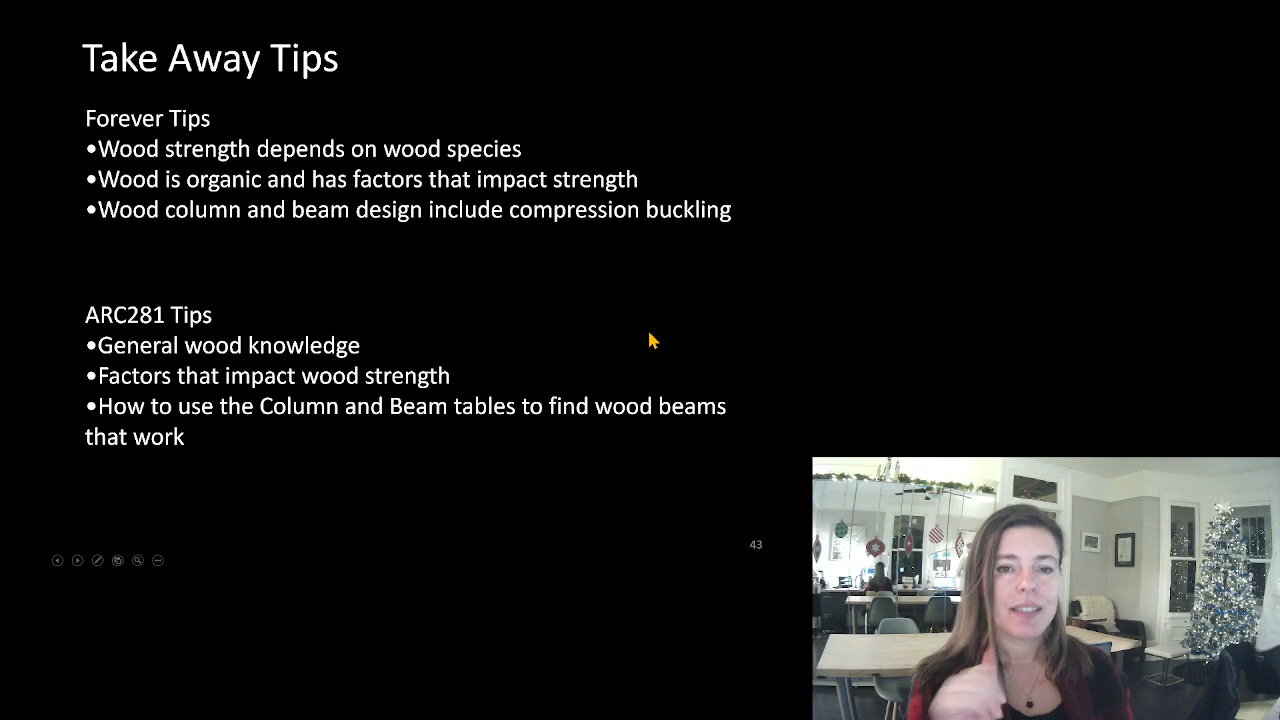 Take Away Tips
Forever Tips
•Wood strength depends on wood species
•Wood is organic and has factors that impact strength
•Wood column and beam design include compression buckling
ARC281 Tips
•General wood knowledge
•Factors that impact wood strength
•How to use the Column and Beam tables to find wood beams
that work
43